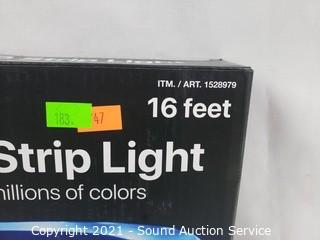 ITM. / ART. 1528979
16 feet
183. 47
Strip Light
millions of colors
Copyright 2021 - Sound Auction Service